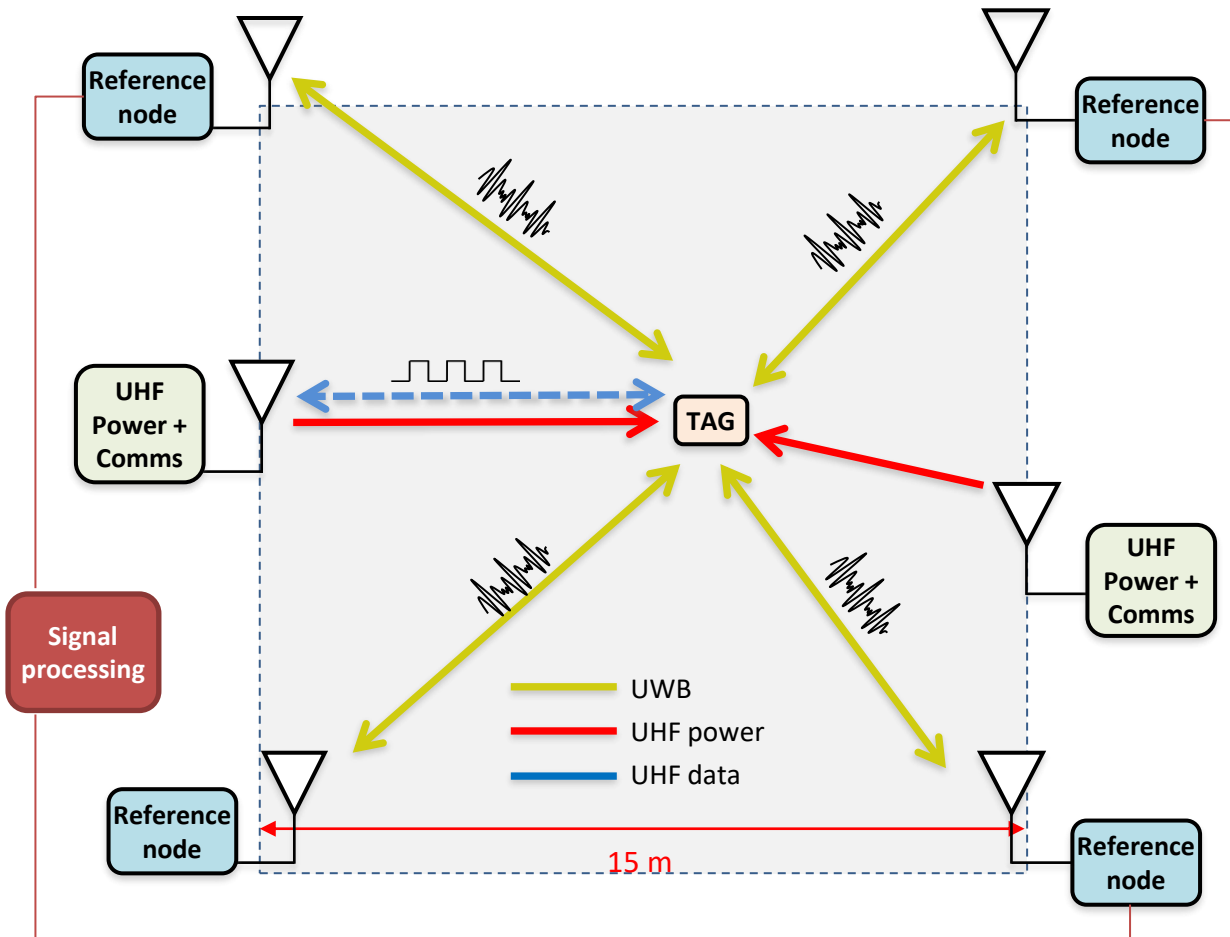 Reference
node
Reference
node
UHF
Power +
Comms
TAG
UHF
Power +
Comms
Signal
processing
UWB
UHF power
UHF data
Reference
node
15 m
Reference
node